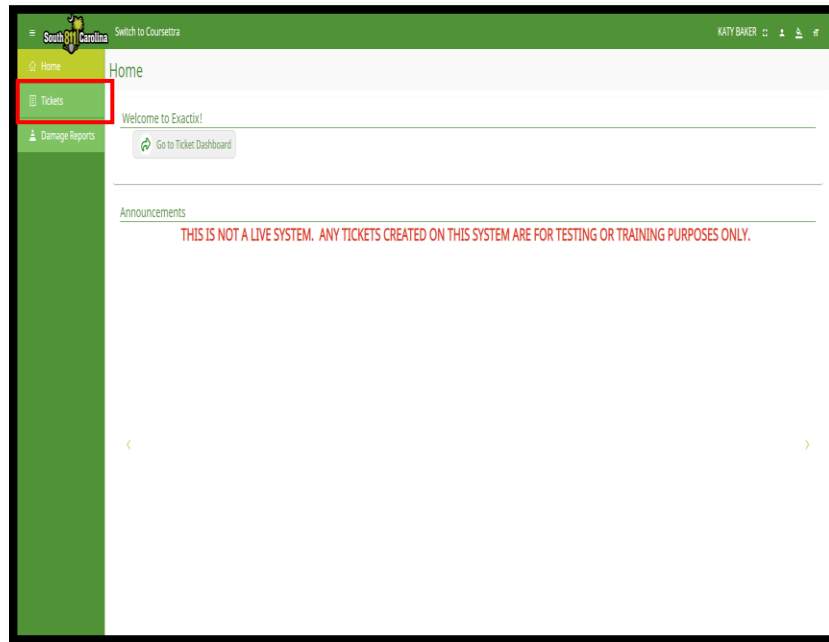 South 811 Carolina
Switch to Coursettra
KATY BAKER
Home
Tickets
Damage Reports
Home
Welcome to Exactix!
Go to Ticket Dashboard
Announcements
THIS IS NOT A LIVE SYSTEM. ANY TICKETS CREATED ON THIS SYSTEM ARE FOR TESTING OR TRAINING PURPOSES ONLY.